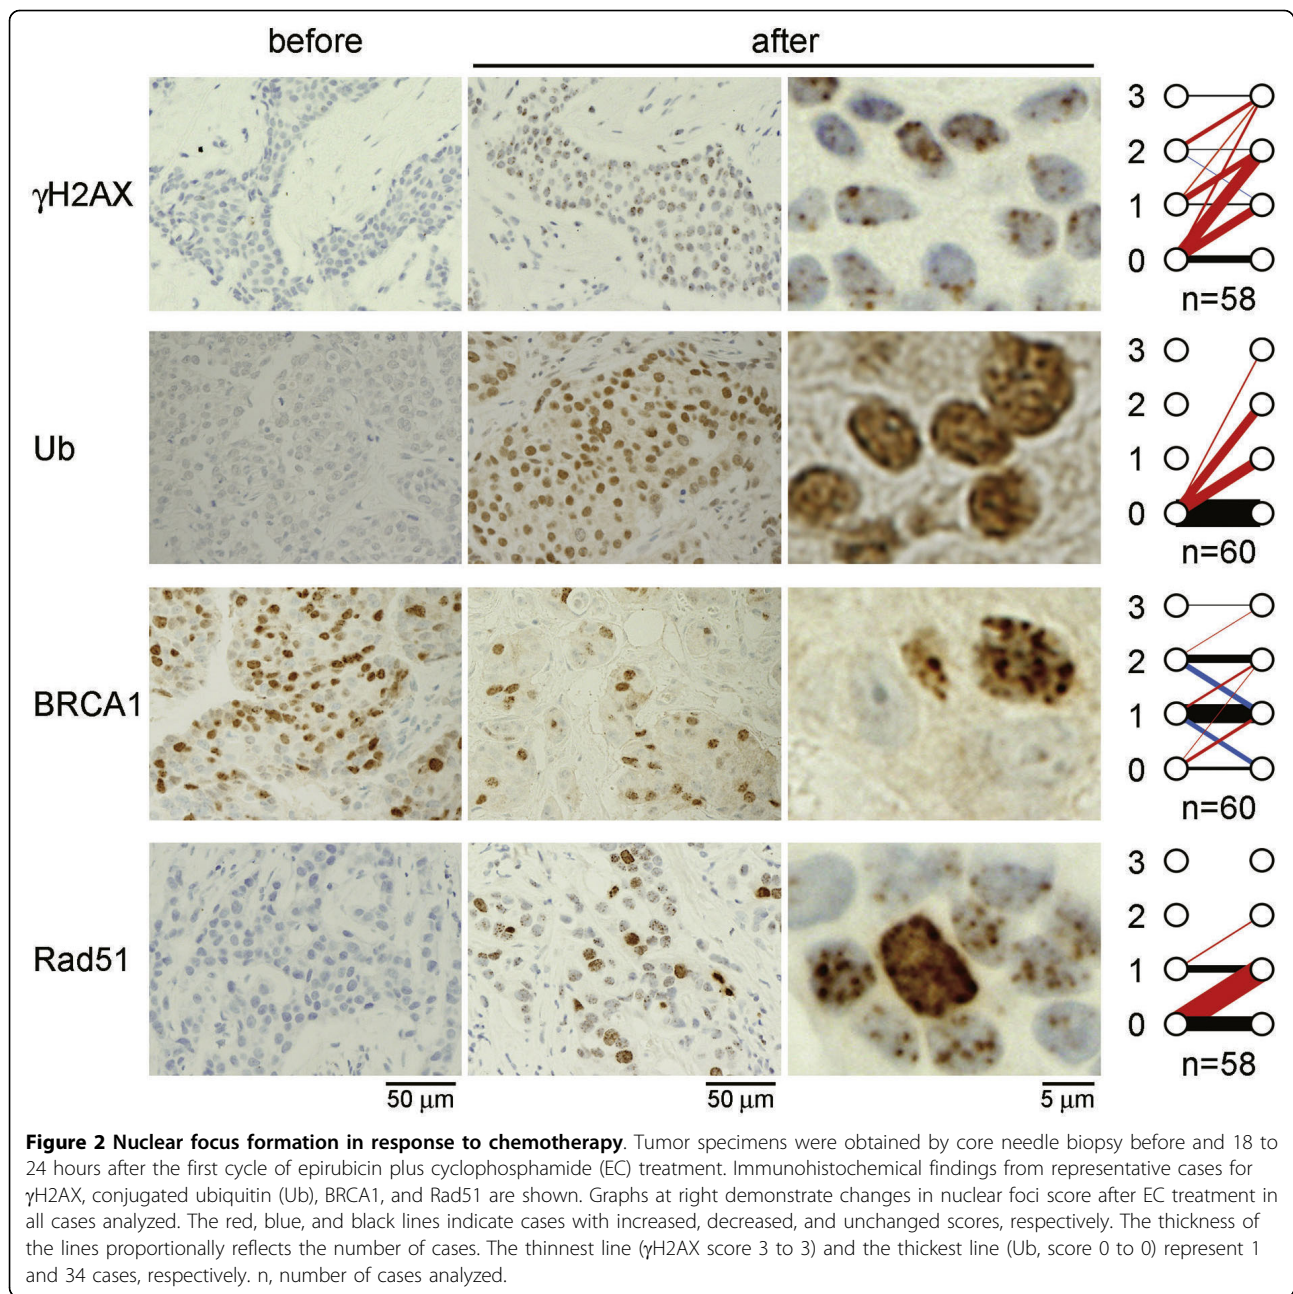 before after
γH2AX
3
2
1
0
n=58
Ub
3
2
1
0
n=60
BRCA1
3
2
1
0
n=60
Rad51
3
2
1
0
n=58
50 μm 50 μm 5 μm
Figure 2 Nuclear focus formation in response to chemotherapy. Tumor specimens were obtained by core needle biopsy before and 18 to
24 hours after the first cycle of epirubicin plus cyclophosphamide (EC) treatment. Immunohistochemical findings from representative cases for
γH2AX, conjugated ubiquitin (Ub), BRCA1, and Rad51 are shown. Graphs at right demonstrate changes in nuclear foci score after EC treatment in
all cases analyzed. The red, blue, and black lines indicate cases with increased, decreased, and unchanged scores, respectively. The thickness of
the lines proportionally reflects the number of cases. The thinnest line (γH2AX score 3 to 3) and the thickest line (Ub, score 0 to 0) represent 1
and 34 cases, respectively. n, number of cases analyzed.